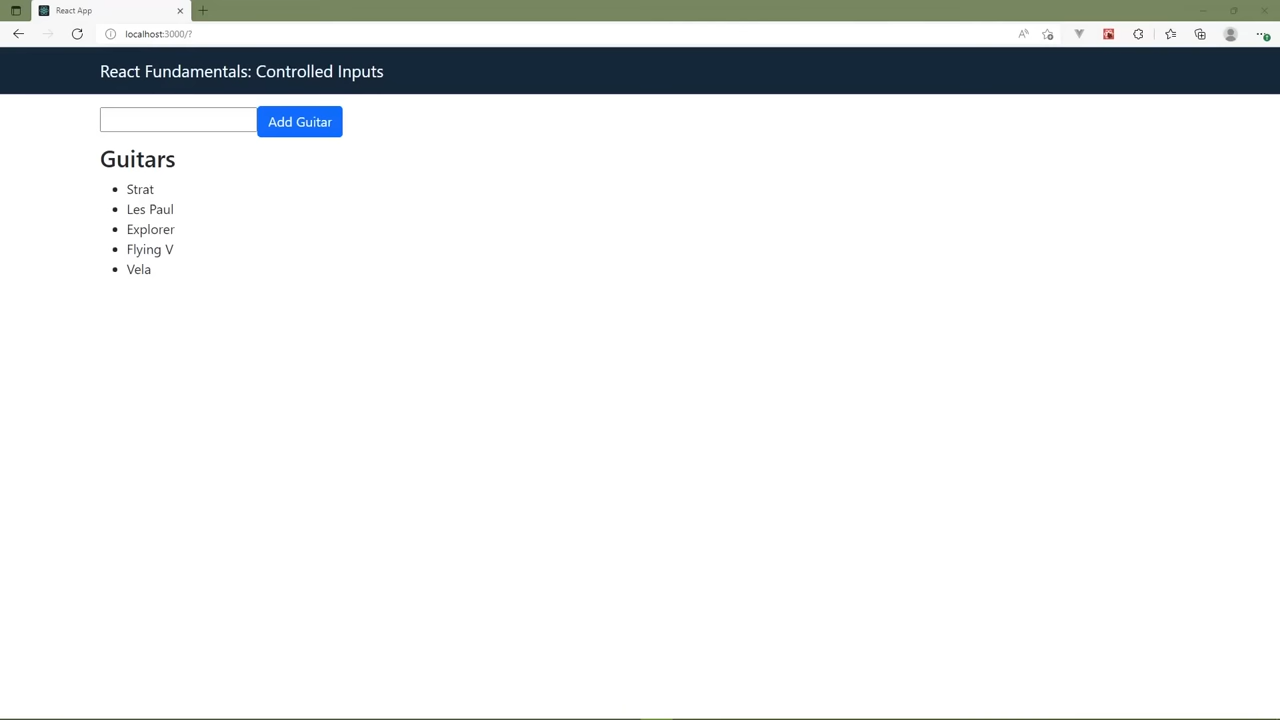 React App
localhost:3000/?
React Fundamentals: Controlled Inputs
Add Guitar
Guitars
Strat
Les Paul
Explorer
Flying V
Vela